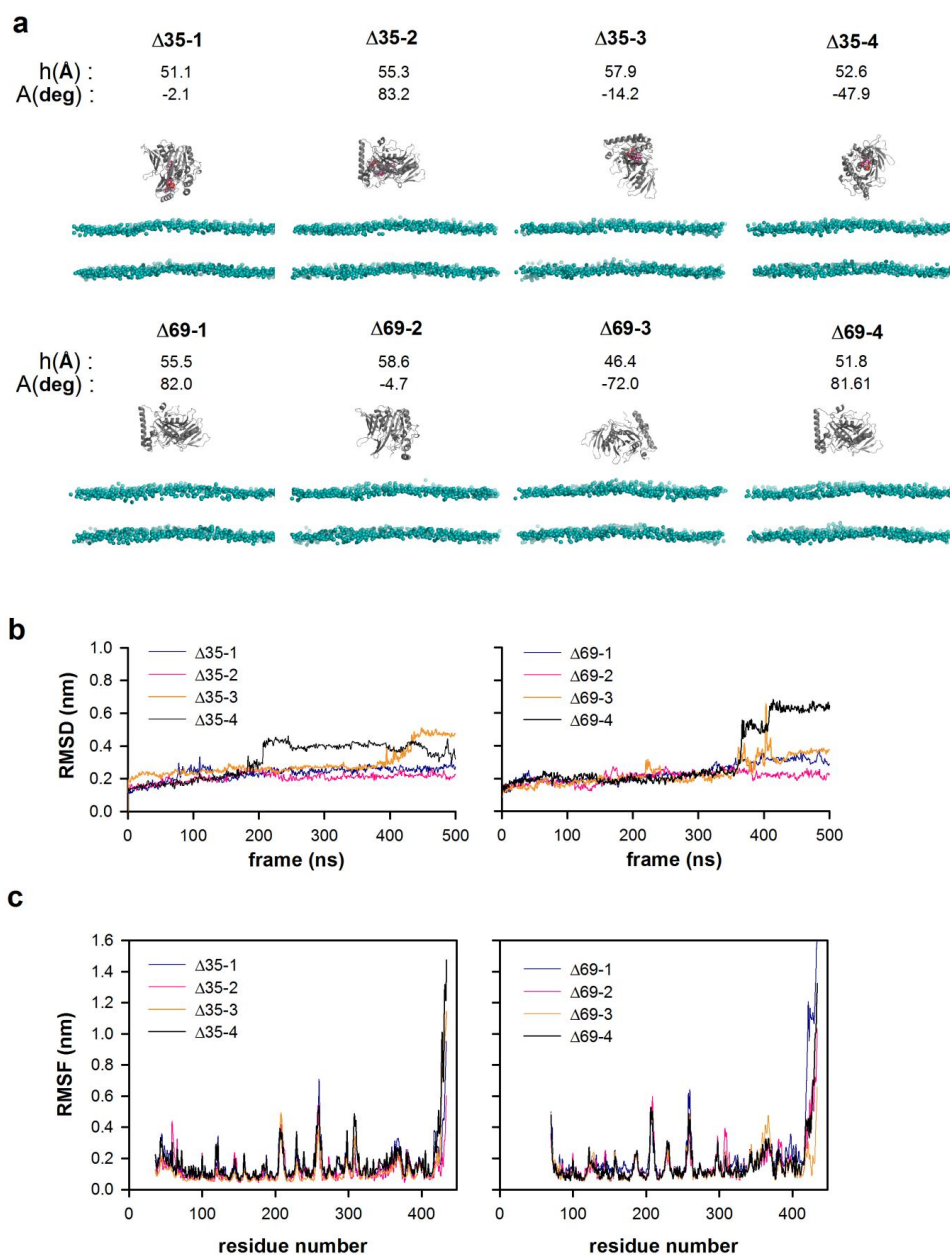 a
Δ35-1 Δ35-2 Δ35-3 Δ35-4
h(Å) : 51.1 55.3 57.9 52.6
A(deg) : -2.1 83.2 -14.2 -47.9
Δ69-1 Δ69-2 Δ69-3 Δ69-4
h(Å) : 55.5 58.6 46.4 51.8
A(deg) : 82.0 -4.7 -72.0 81.61
b
RMSD (nm)
1.0
0.8
0.6
0.4
0.2
0.0
Δ35-1
Δ35-2
Δ35-3
Δ35-4
0 100 200 300 400 500
frame (ns)
Δ69-1
Δ69-2
Δ69-3
Δ69-4
0 100 200 300 400 500
frame (ns)
c
RMSF (nm)
1.6
1.4
1.2
1.0
0.8
0.6
0.4
0.2
0.0
Δ35-1
Δ35-2
Δ35-3
Δ35-4
0 100 200 300 400
residue number
Δ69-1
Δ69-2
Δ69-3
Δ69-4
0 100 200 300 400
residue number